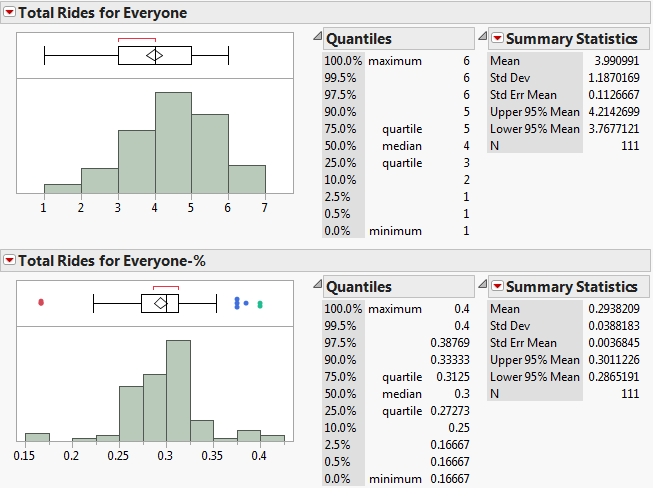 Total Rides for Everyone
Quantiles
100.0% maximum 6
99.5% 6
97.5% 6
90.0% 5
75.0% quartile 5
50.0% median 4
25.0% quartile 3
10.0% 2
2.5% 1
0.5% 1
0.0% minimum 1
Summary Statistics
Mean 3.990991
Std Dev 1.1870169
Std Err Mean 0.1126667
Upper 95% Mean 4.2142699
Lower 95% Mean 3.7677121
N 111
1 2 3 4 5 6 7
Total Rides for Everyone-%
Quantiles
100.0% maximum 0.4
99.5% 0.4
97.5% 0.38769
90.0% 0.33333
75.0% quartile 0.3125
50.0% median 0.3
25.0% quartile 0.27273
10.0% 0.25
2.5% 0.16667
0.5% 0.16667
0.0% minimum 0.16667
Summary Statistics
Mean 0.2938209
Std Dev 0.0388183
Std Err Mean 0.0036845
Upper 95% Mean 0.3011226
Lower 95% Mean 0.2865191
N 111
0.15 0.2 0.25 0.3 0.35 0.4